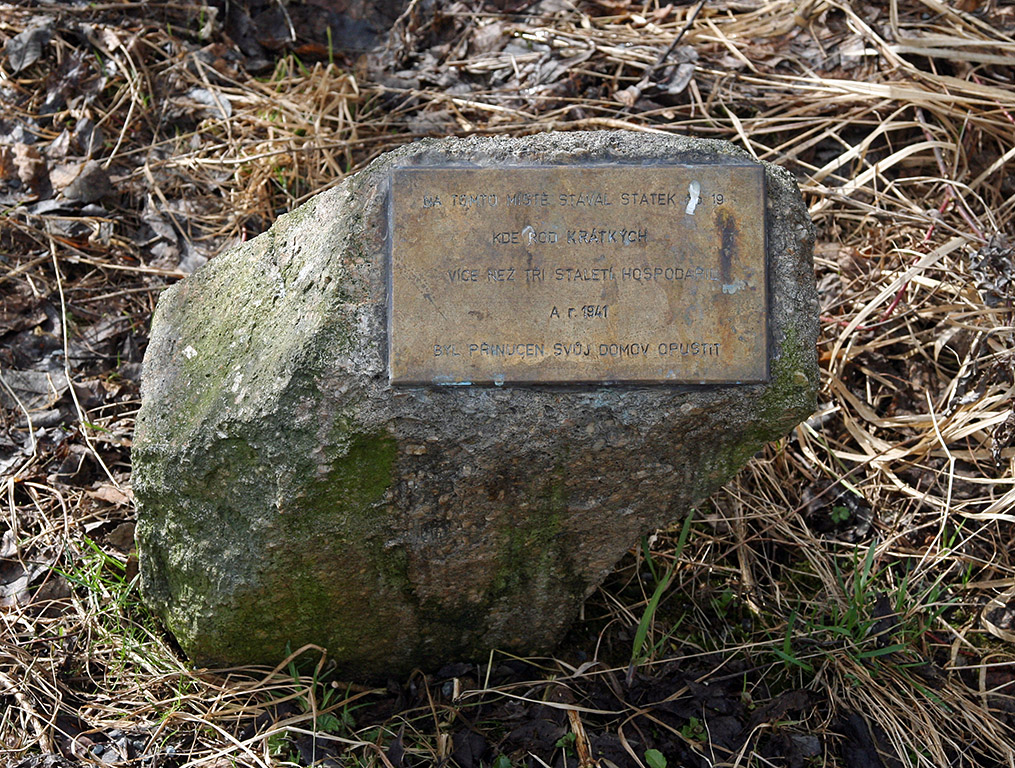 NA TOMTO MÍSTĚ STÁVAL STATEK 19
KDE ROD KRÁTKÝCH
VÍCE NEŽ TŘI STALETÍ HOSPODAŘIL
A r. 1941
BYL PŘINUCEN SVŮJ DOMOV OPUSTIT